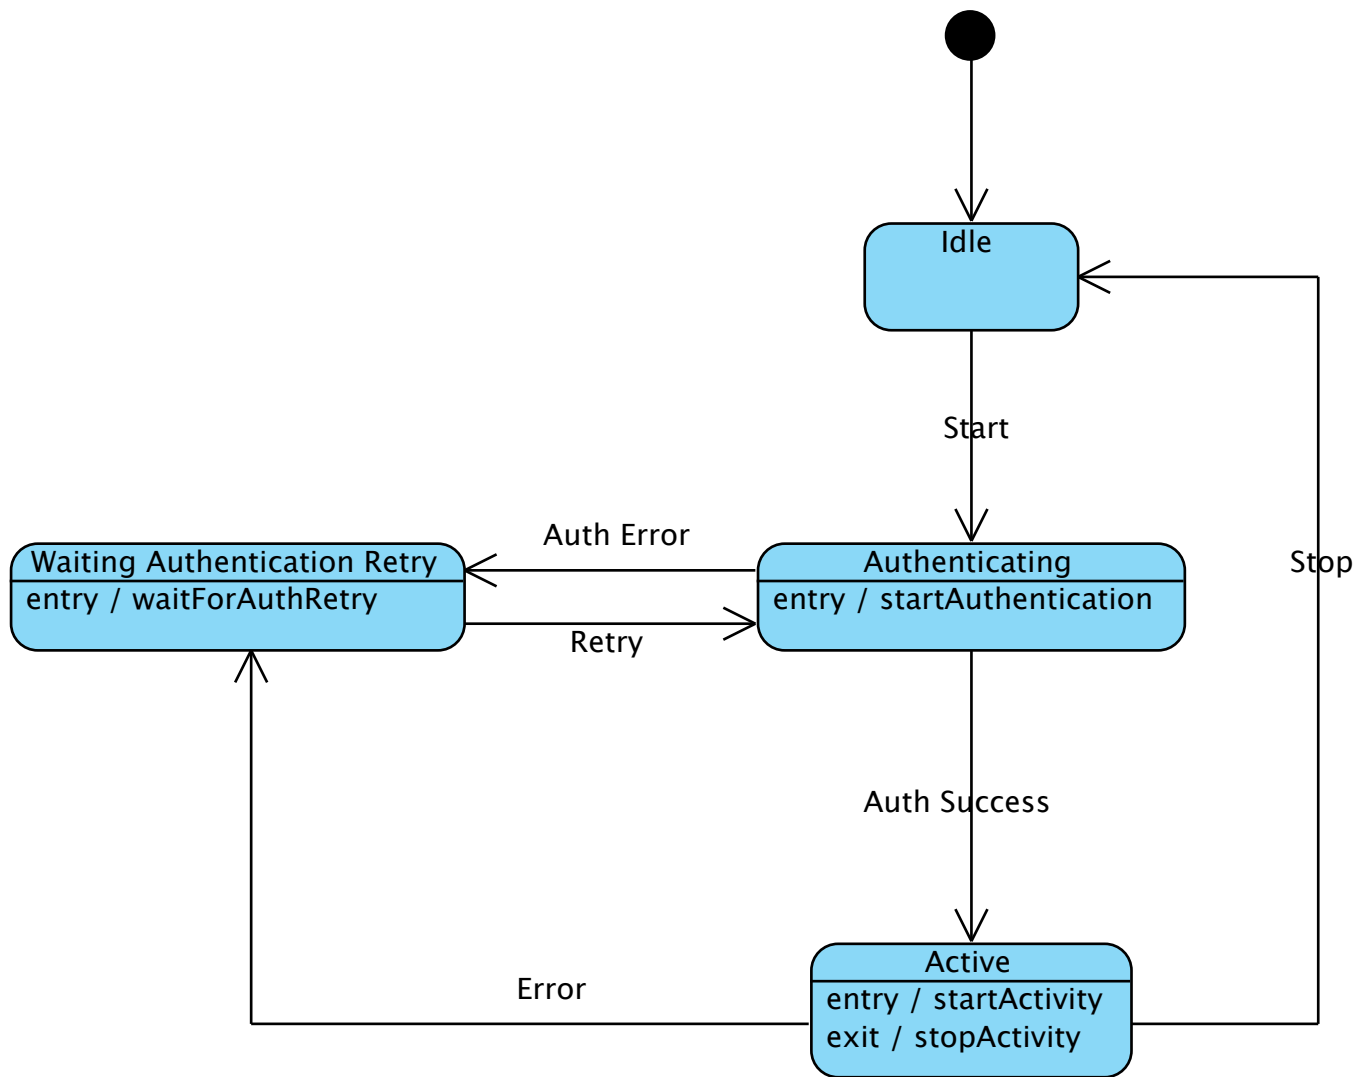 Idle
Start
Auth Error
Waiting Authentication Retry
entry / waitForAuthRetry
Authenticating
entry / startAuthentication
Stop
Retry
Auth Success
Error
Active
entry / startActivity
exit / stopActivity